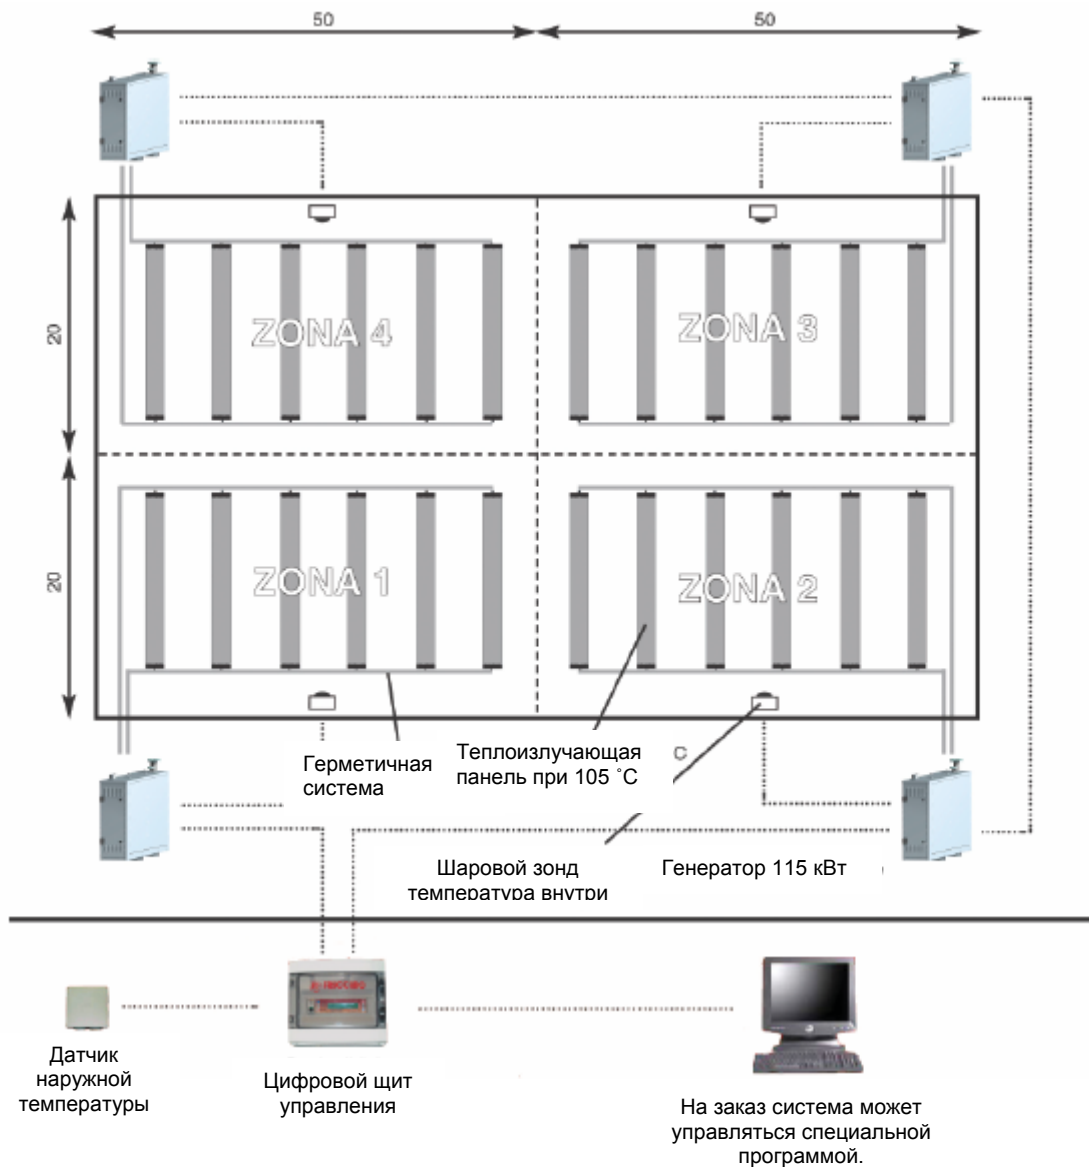 50
50
20
ZONA 4
ZONA 3
20
ZONA 1
ZONA 2
Герметичная
система
Теплоизлучающая
панель при 105 ˚C
C
Шаровой зонд
температура внутри
Генератор 115 кВт
Датчик
наружной
температуры
Цифровой щит
управления
На заказ система может
управляться специальной
программой.